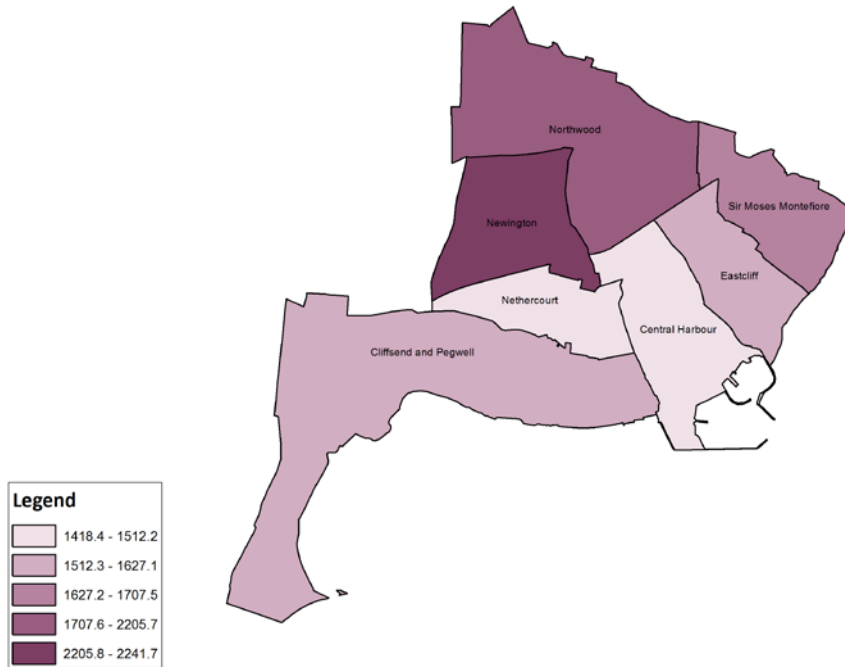 Northwood
Sir Moses Montefiore
Newington
Eastcliff
Nethercourt
Central Harbour
Cliffsend and Pegwell
Legend
1418.4 - 1512.2
1512.3 - 1627.1
1627.2 - 1707.5
1707.6 - 2205.7
2205.8 - 2241.7